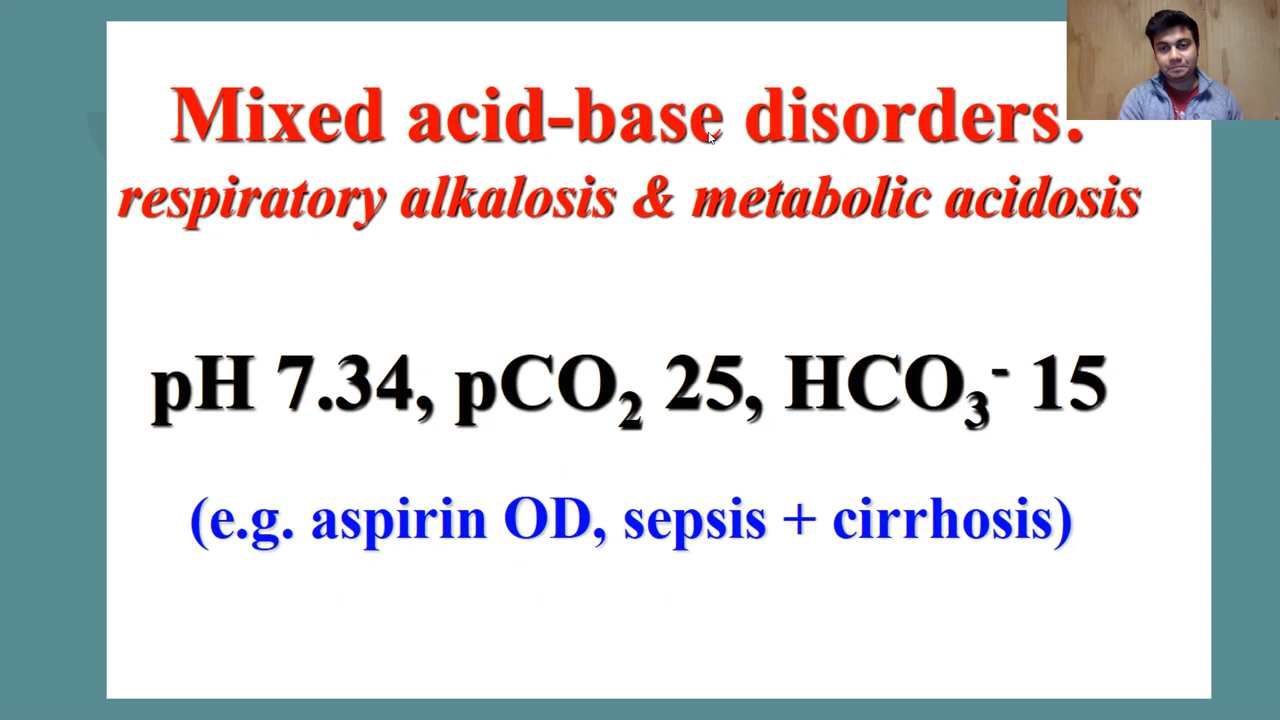 Mixed acid-base disorders:
respiratory alkalosis & metabolic acidosis
pH 7.34, pCO₂ 25, HCO₃⁻ 15
(e.g. aspirin OD, sepsis + cirrhosis)